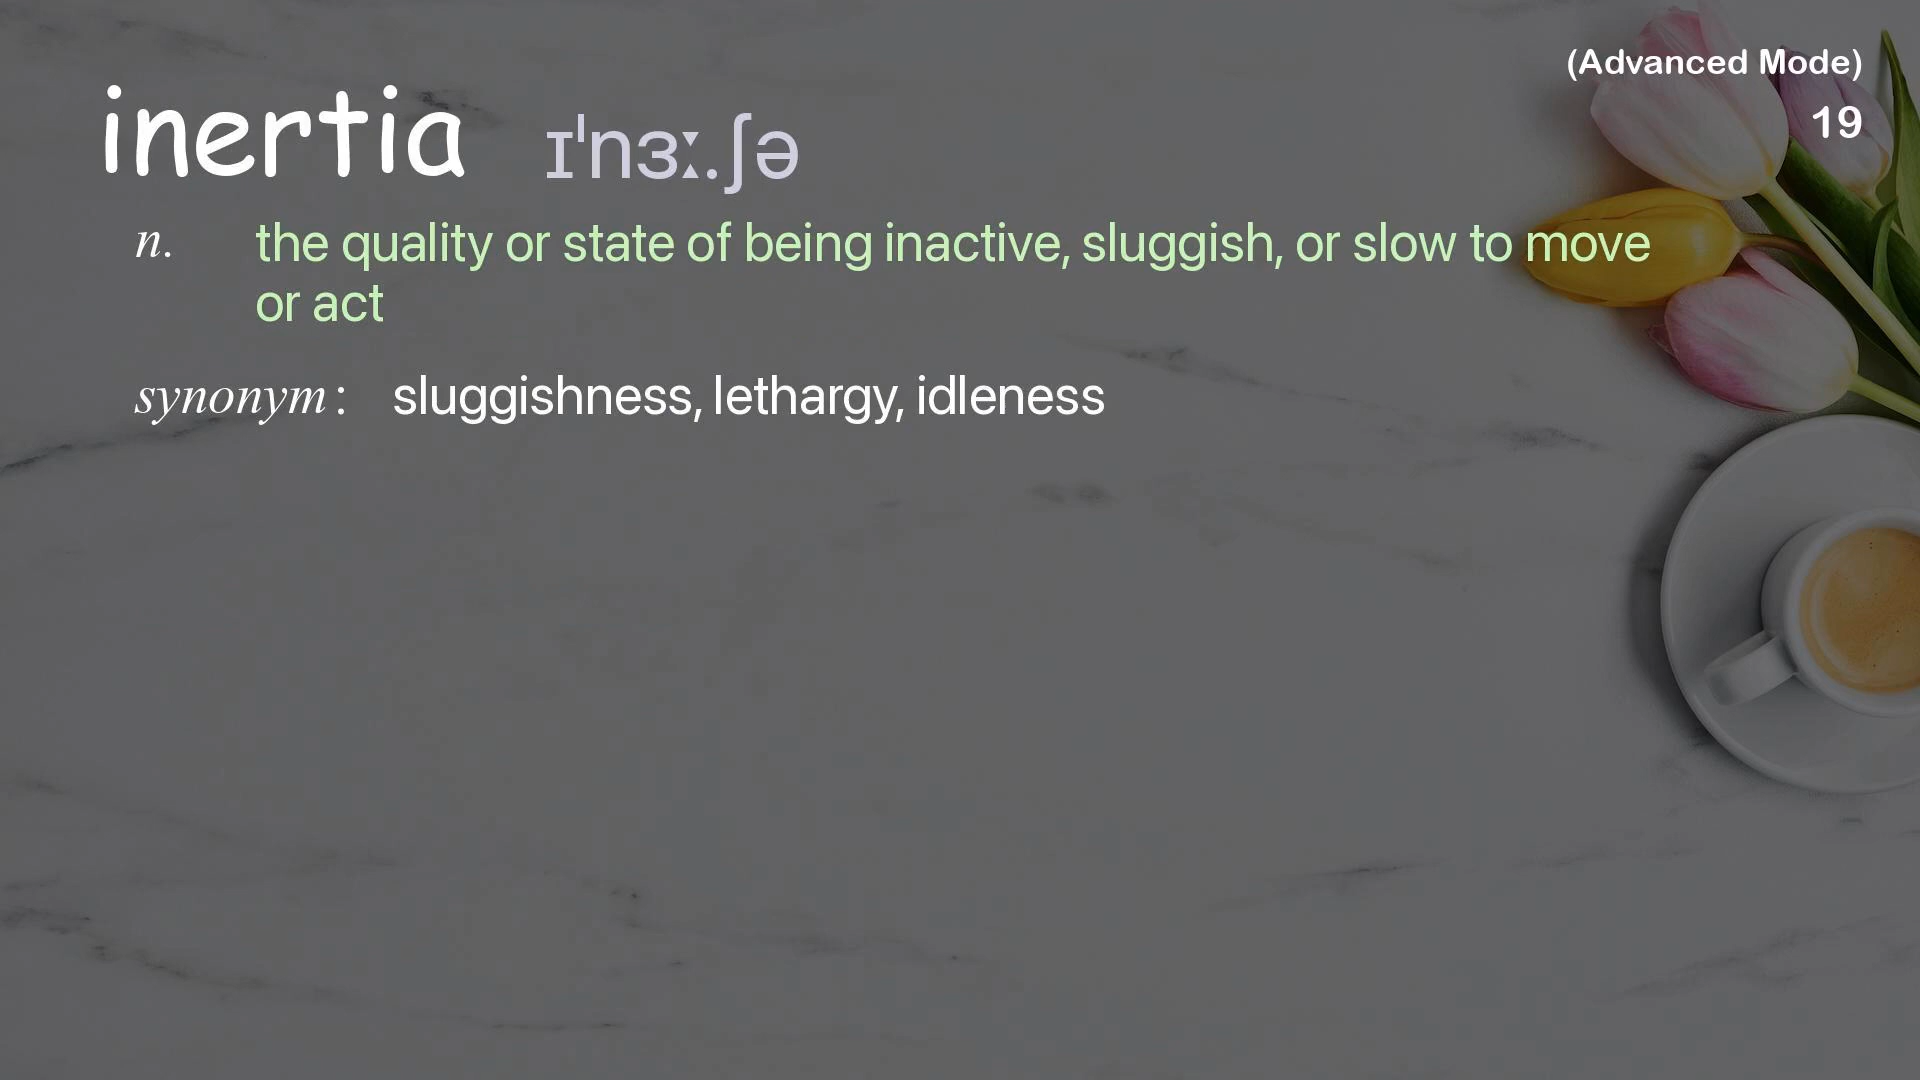 (Advanced Mode)
19
inertia ɪˈnɜː.ʃə
n. the quality or state of being inactive, sluggish, or slow to move
or act
synonym: sluggishness, lethargy, idleness